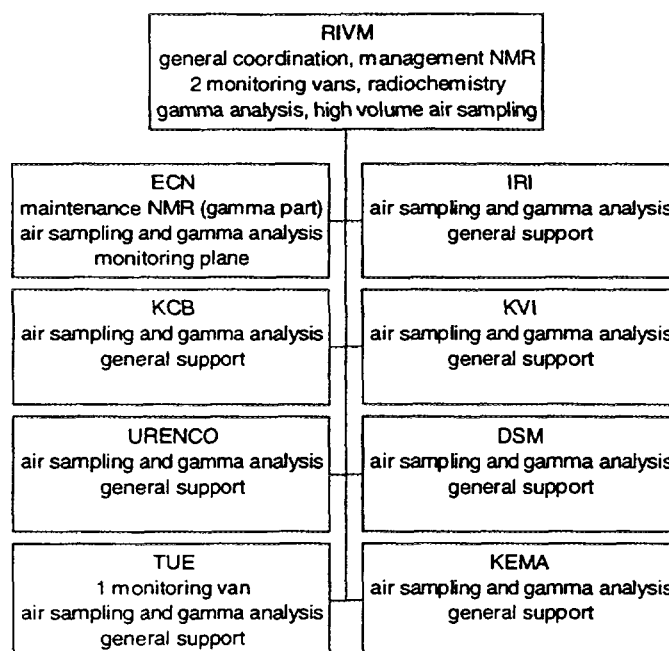 RIVM
general coordination, management NMR
2 monitoring vans, radiochemistry
gamma analysis, high volume air sampling
ECN
maintenance NMR (gamma part)
air sampling and gamma analysis
monitoring plane
IRI
air sampling and gamma analysis
general support
KCB
air sampling and gamma analysis
general support
KVI
air sampling and gamma analysis
general support
URENCO
air sampling and gamma analysis
general support
DSM
air sampling and gamma analysis
general support
TUE
1 monitoring van
air sampling and gamma analysis
general support
KEMA
air sampling and gamma analysis
general support